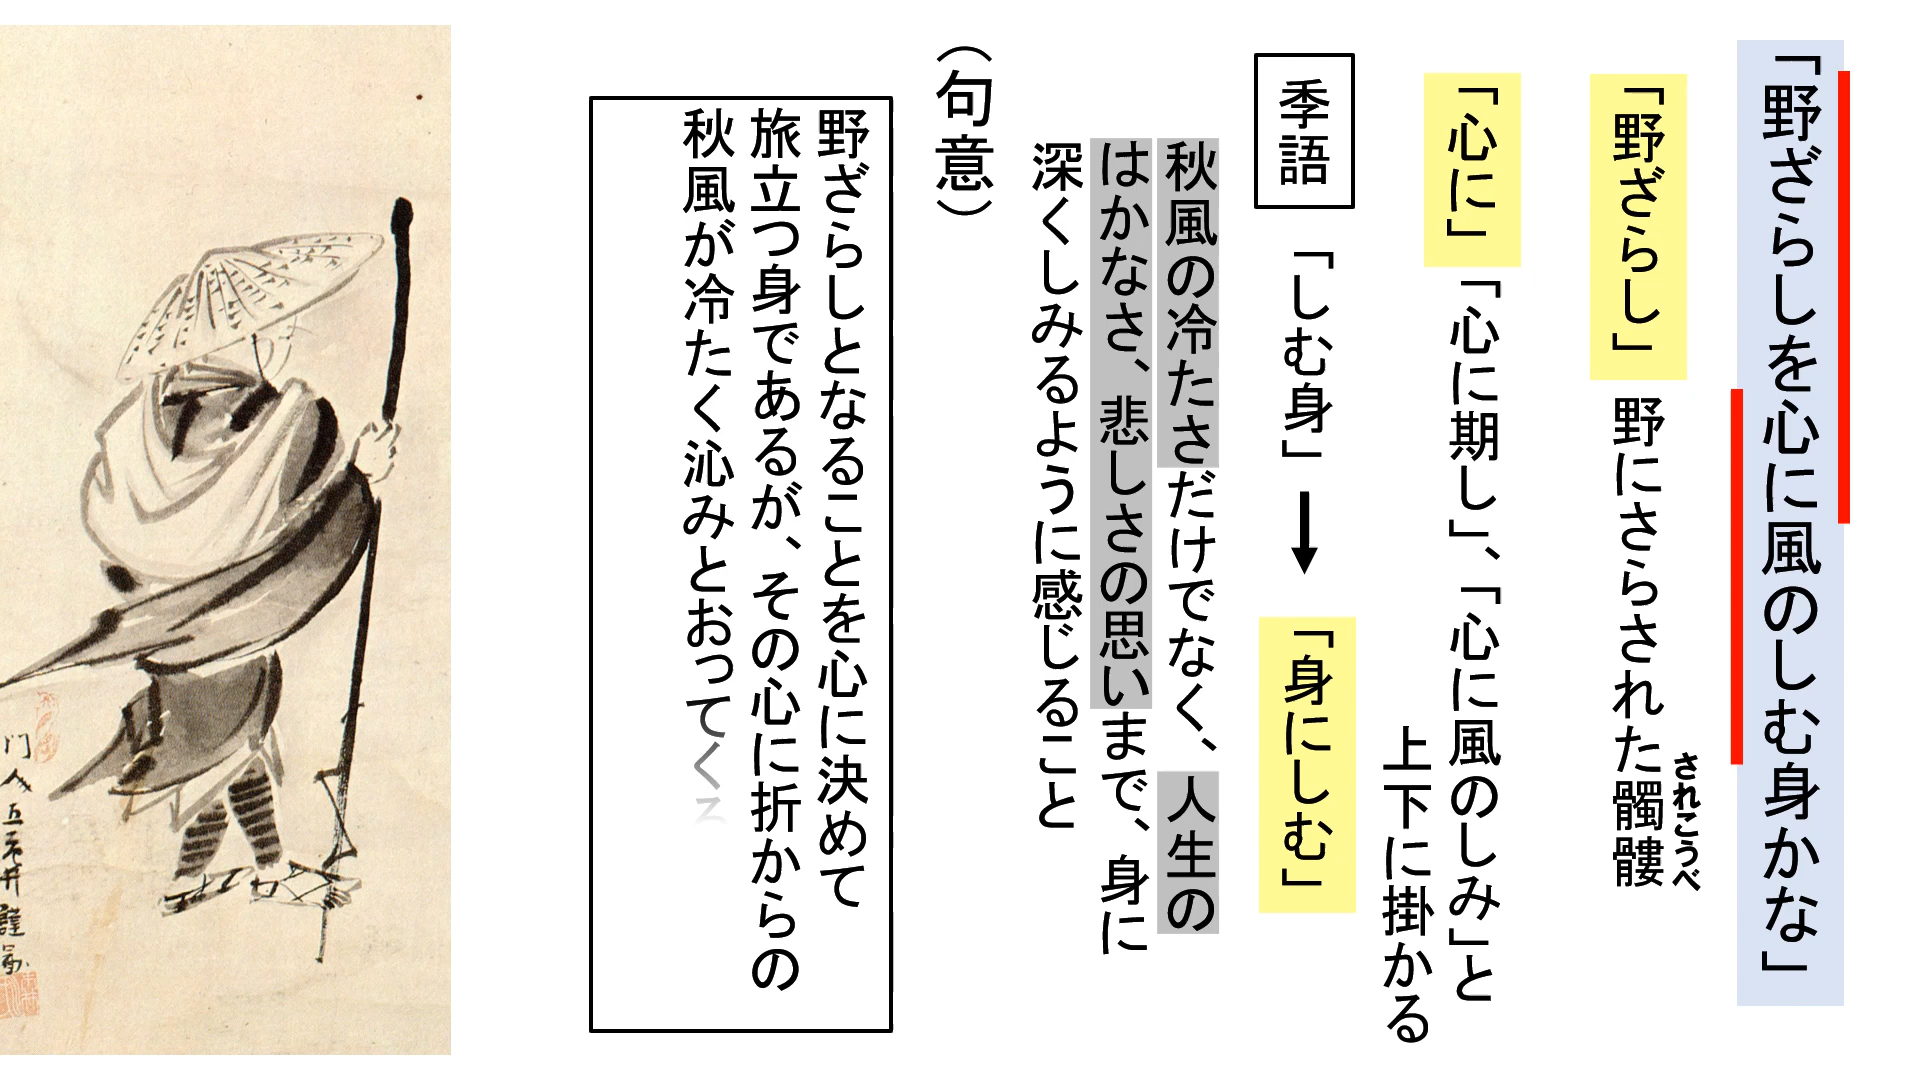 「野ざらしを心に風のしむ身かな」
「野ざらし」 野にさらされた髑髏
されこうべ
「心に」 「心に期し」、「心に風のしみ」と
上下に掛かる
季語 「しむ身」 ➞ 「身にしむ」
秋風の冷たさだけでなく、人生の
はかなさ、悲しさの思いまで、身に
深くしみるように感じること
（句意）
野ざらしとなることを心に決めて
旅立つ身であるが、その心に折からの
秋風が冷たく沁みとおってくる
門人